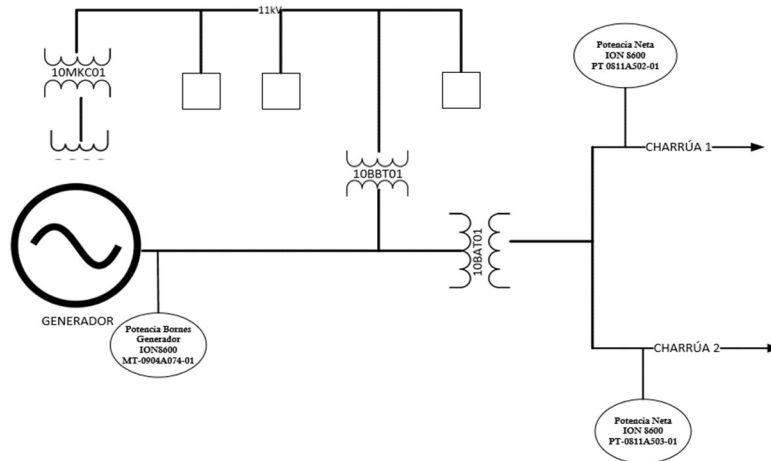 11kV
10MKC01
Potencia Neta
ION 8600
PT 0811A502-01
CHARRÚA 1
10BBT01
10BAT01
GENERADOR
Potencia Bornes
Generador
ION8600
MT-0904A074-01
CHARRÚA 2
Potencia Neta
ION 8600
PT-0811A503-01